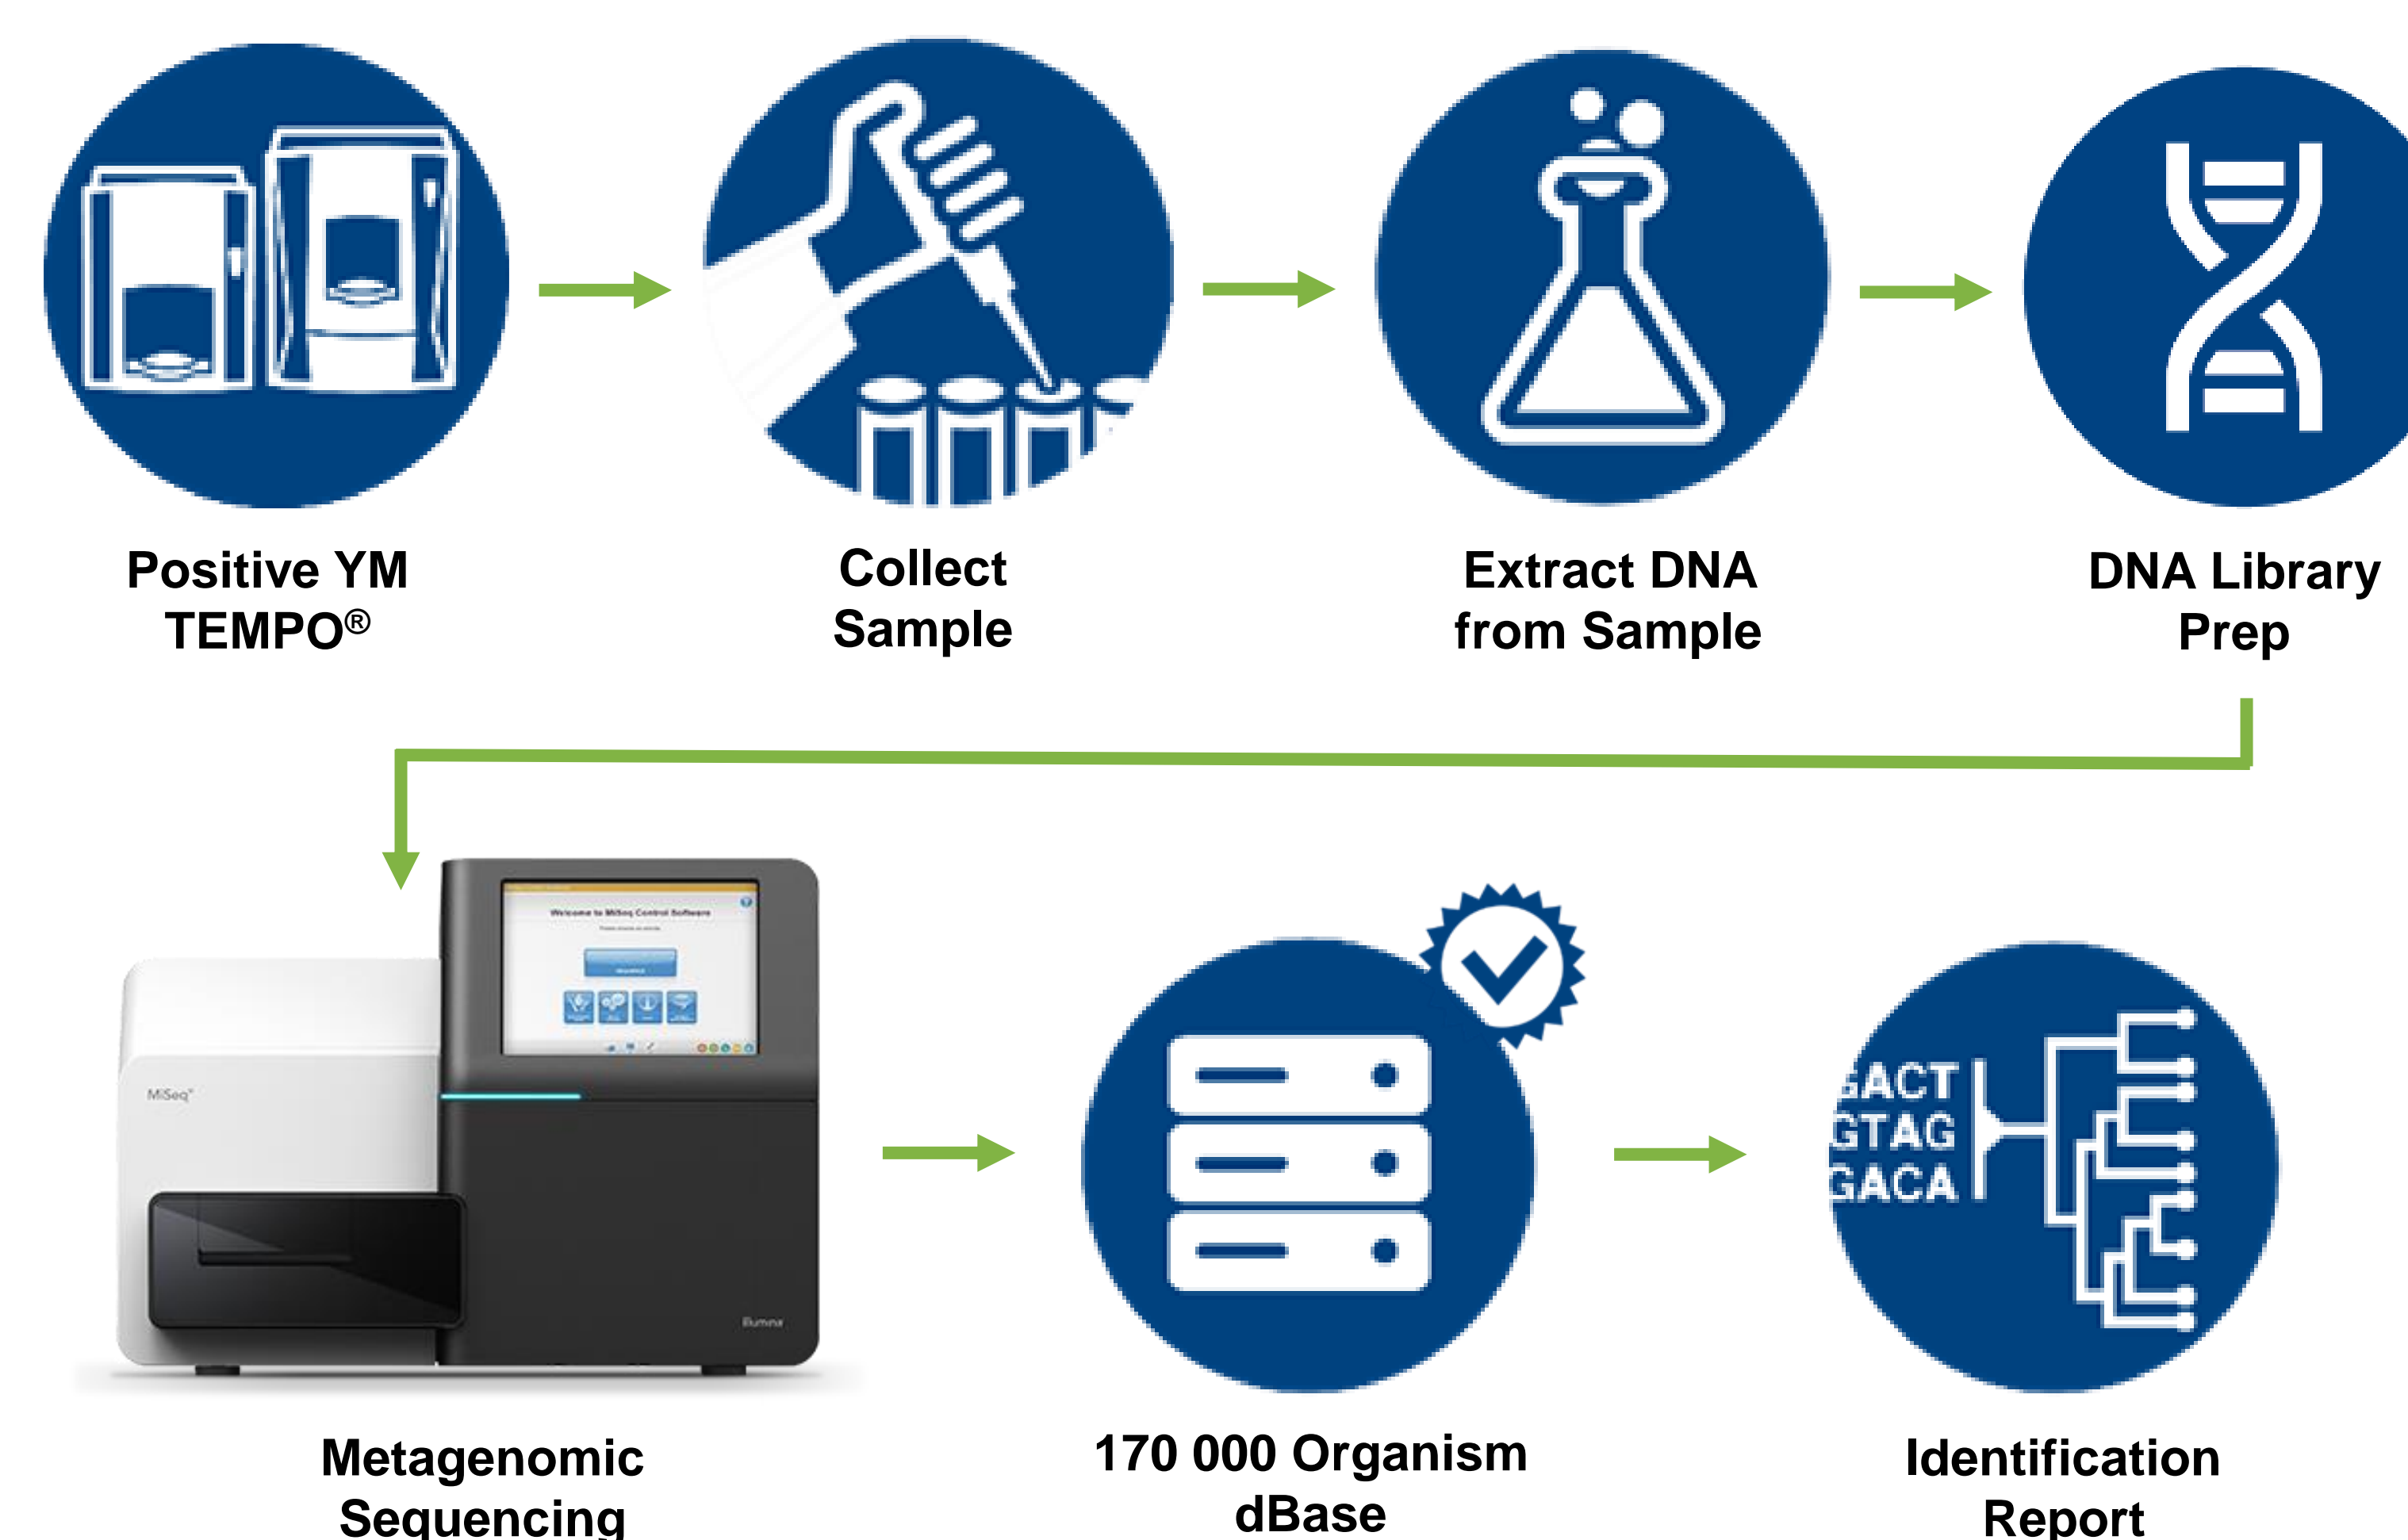 Positive YM
TEMPO®
Collect
Sample
Extract DNA
from Sample
DNA Library
Prep
Welcome to MiSeq Control Software
MiSeq®
illumina®
Metagenomic
Sequencing
170 000 Organism
dBase
GACT
GTAG
GACA
Identification
Report